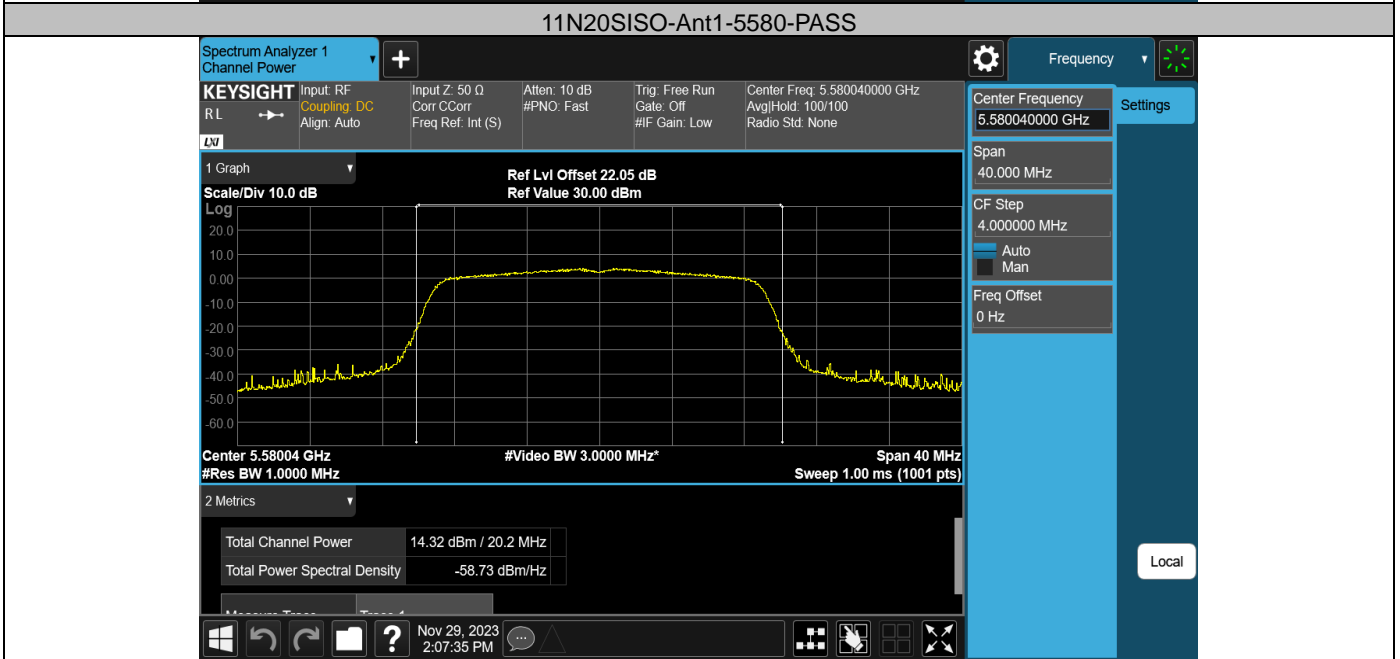 11N20SISO-Ant1-5580-PASS
Spectrum Analyzer 1
Channel Power
Frequency
KEYSIGHT
RL
LXI
Input: RF
Coupling: DC
Align: Auto
Input Z: 50 Ω
Corr CCorr
Freq Ref: Int (S)
Atten: 10 dB
#PNO: Fast
Trig: Free Run
Gate: Off
#IF Gain: Low
Center Freq: 5.580040000 GHz
Avg|Hold: 100/100
Radio Std: None
Center Frequency
5.580040000 GHz
Settings
Span
40.000 MHz
CF Step
4.000000 MHz
Auto
Man
Freq Offset
0 Hz
1 Graph
Scale/Div 10.0 dB
Ref Lvl Offset 22.05 dB
Ref Value 30.00 dBm
Log
20.0
10.0
0.00
-10.0
-20.0
-30.0
-40.0
-50.0
-60.0
Center 5.58004 GHz
#Res BW 1.0000 MHz
#Video BW 3.0000 MHz*
Span 40 MHz
Sweep 1.00 ms (1001 pts)
2 Metrics
Total Channel Power 14.32 dBm / 20.2 MHz
Total Power Spectral Density -58.73 dBm/Hz
Local
?
Nov 29, 2023
2:07:35 PM